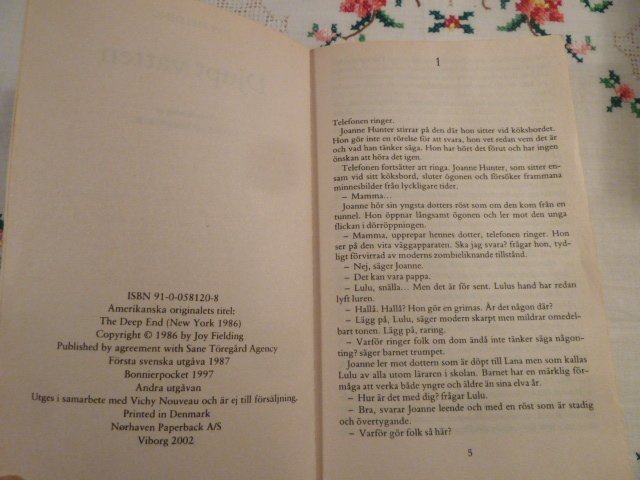 ISBN 91-0-058120-8
Amerikanska originalets titel:
The Deep End (New York 1986)
Copyright © 1986 by Joy Fielding
Published by agreement with Sane Töregård Agency
Första svenska utgåva 1987
Bonnierpocket 1997
Andra utgåvan
Utges i samarbete med Vichy Nouveau och är ej till försäljning.
Printed in Denmark
Nørhaven Paperback A/S
Viborg 2002
1
Telefonen ringer.
Joanne Hunter stirrar på den där hon sitter vid köksbordet.
Hon gör inte en rörelse för att svara, hon vet redan vem det är
och vad han tänker säga. Hon har hört det förut och har ingen
önskan att höra det igen.
Telefonen fortsätter att ringa. Joanne Hunter, som sitter en-
sam vid sitt köksbord, sluter ögonen och försöker frammana
minnesbilder från lyckligare tider.
– Mamma...
Joanne hör sin yngsta dotters röst som om den kom från en
tunnel. Hon öppnar långsamt ögonen och ler mot den unga
flickan i dörröppningen.
– Mamma, upprepar hennes dotter, telefonen ringer. Hon
ser på den vita väggapparaten. Ska jag svara? frågar hon, tyd-
ligt förvirrad av moderns zombieliknande tillstånd.
– Nej, säger Joanne.
– Det kan vara pappa.
– Lulu, snälla... Men det är för sent. Lulus hand har redan
lyft luren.
– Hallå. Hallå? Hon gör en grimas. Är det någon där?
– Lägg på, Lulu, säger modern skarpt men mildrar omedel-
bart tonen. Lägg på, raring.
– Varför ringer folk om dom ändå inte tänker säga någon-
ting? säger barnet trumpet.
Joanne ler mot dottern som är döpt till Lana men som kallas
Lulu av alla utom läraren i skolan. Barnet har en märklig för-
måga att verka både yngre och äldre än sina elva år.
– Hur är det med dig? frågar Lulu.
– Bra, svarar Joanne leende och med en röst som är stadig
och övertygande.
– Varför gör folk så här?
5